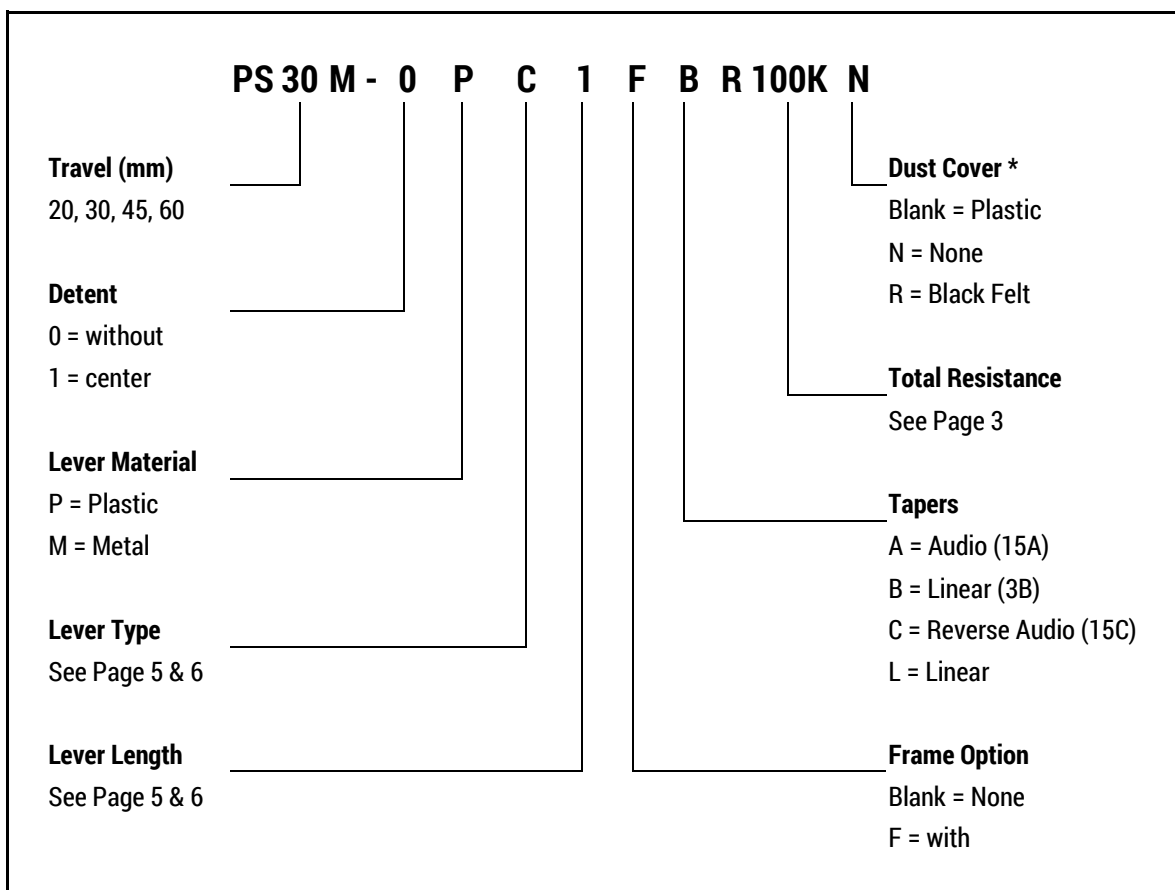 PS 30 M - 0 P C 1 F B R 100K N
Travel (mm)
20, 30, 45, 60
Detent
0 = without
1 = center
Lever Material
P = Plastic
M = Metal
Lever Type
See Page 5 & 6
Lever Length
See Page 5 & 6
Dust Cover *
Blank = Plastic
N = None
R = Black Felt
Total Resistance
See Page 3
Tapers
A = Audio (15A)
B = Linear (3B)
C = Reverse Audio (15C)
L = Linear
Frame Option
Blank = None
F = with